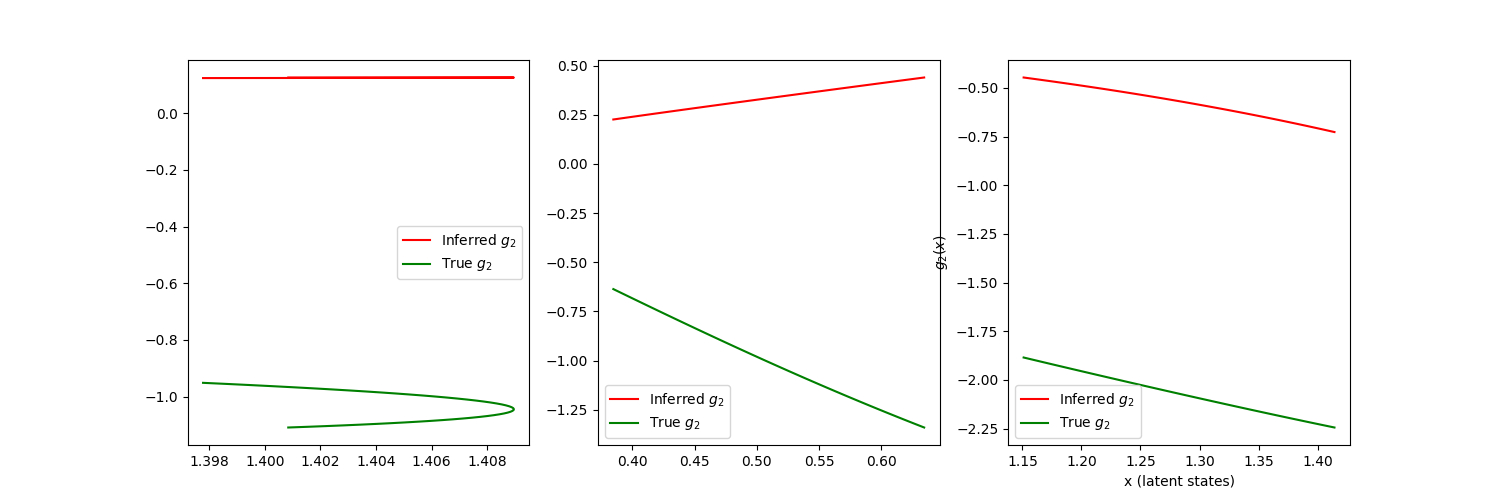 0.0
−0.2
−0.4
−0.6
−0.8
−1.0
1.398 1.400 1.402 1.404 1.406 1.408
Inferred g₂
True g₂
0.50
0.25
0.00
−0.25
−0.50
−0.75
−1.00
−1.25
0.40 0.45 0.50 0.55 0.60
Inferred g₂
True g₂
g₂(x)
−0.50
−0.75
−1.00
−1.25
−1.50
−1.75
−2.00
−2.25
1.15 1.20 1.25 1.30 1.35 1.40
x (latent states)
Inferred g₂
True g₂